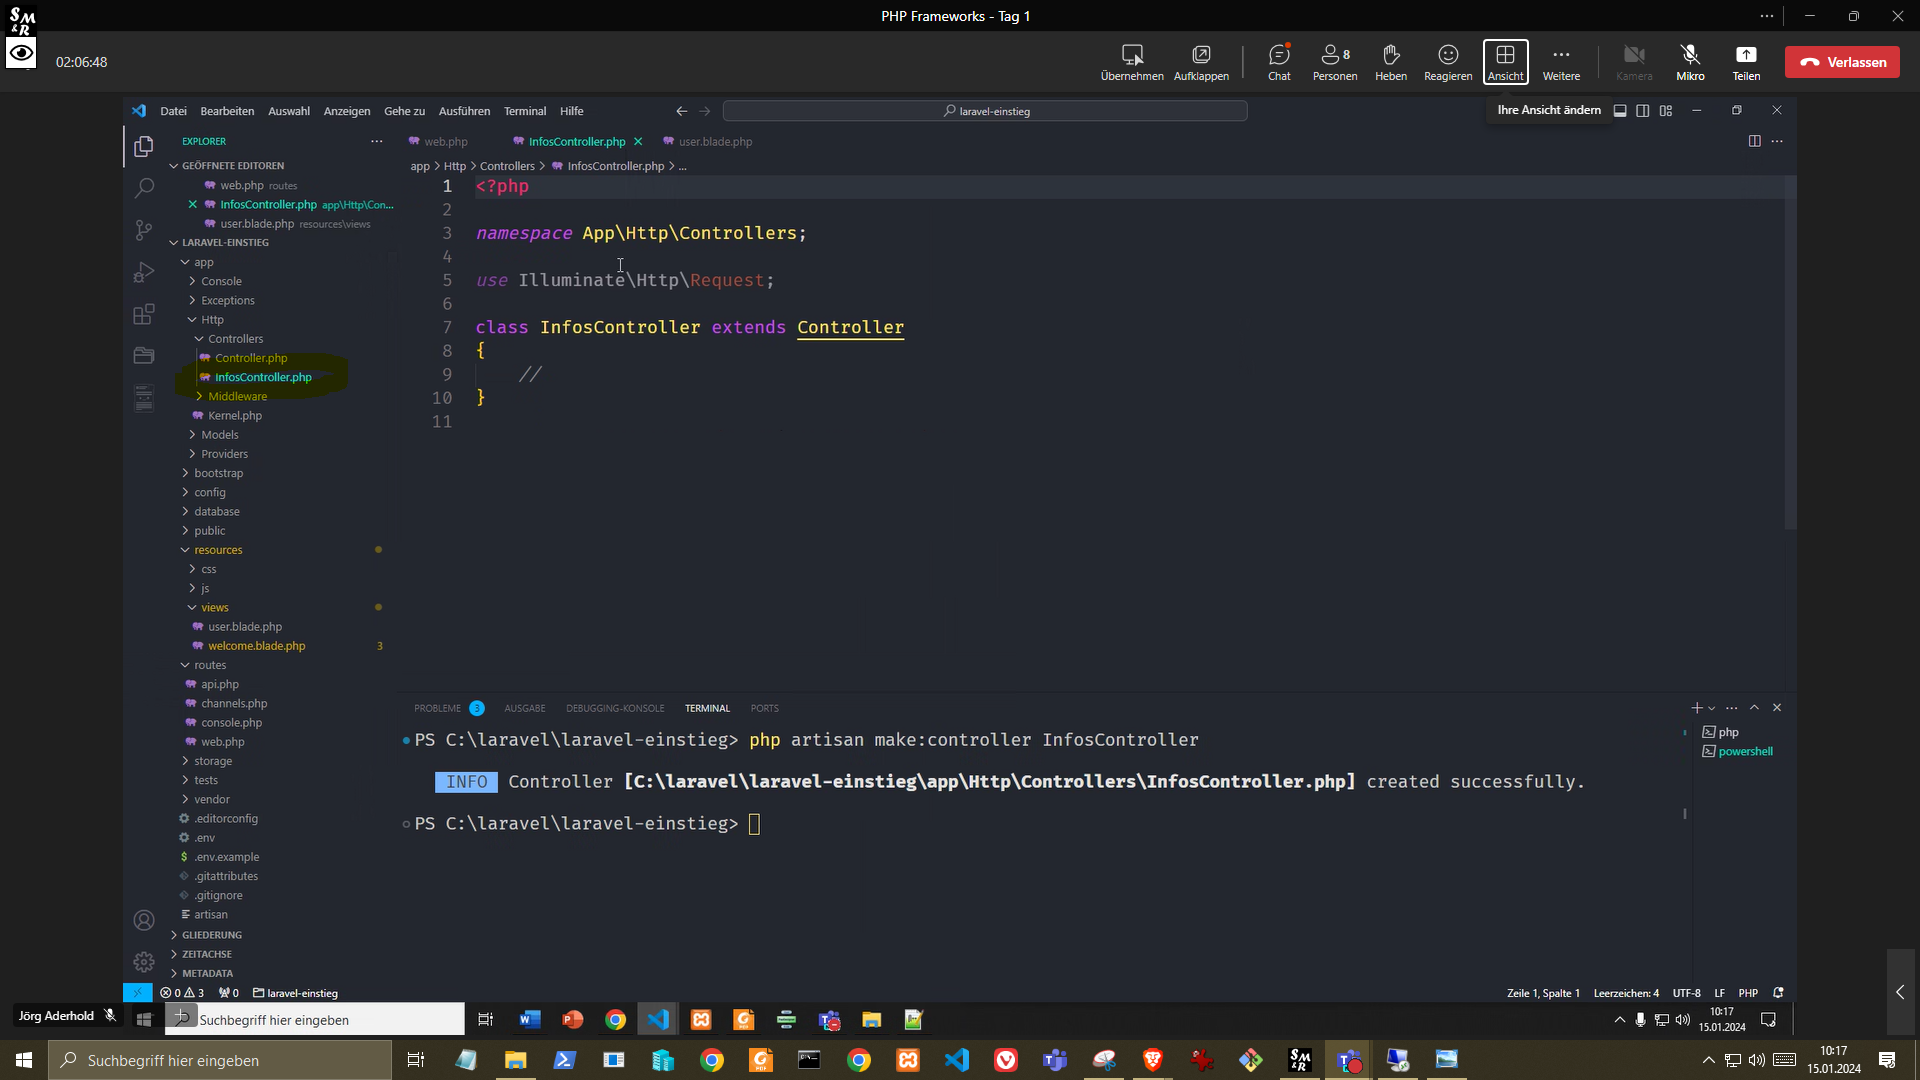 SM&R
PHP Frameworks - Tag 1
02:06:48
Übernehmen
Aufklappen
Chat
8
Personen
Heben
Reagieren
Ansicht
Weitere
Kamera
Mikro
Teilen
Verlassen
Datei Bearbeiten Auswahl Anzeigen Gehe zu Ausführen Terminal Hilfe
laravel-einstieg
Ihre Ansicht ändern
EXPLORER
GEÖFFNETE EDITOREN
web.php routes
InfosController.php app\Http\Con...
user.blade.php resources\views
LARAVEL-EINSTIEG
app
Console
Exceptions
Http
Controllers
Controller.php
InfosController.php
Middleware
Kernel.php
Models
Providers
bootstrap
config
database
public
resources
css
js
views
user.blade.php
welcome.blade.php 3
routes
api.php
channels.php
console.php
web.php
storage
tests
vendor
.editorconfig
.env
.env.example
.gitattributes
.gitignore
artisan
GLIEDERUNG
ZEITACHSE
METADATA
web.php InfosController.php user.blade.php
app > Http > Controllers > InfosController.php > ...
1 <?php
2
3 namespace App\Http\Controllers;
4
5 use Illuminate\Http\Request;
6
7 class InfosController extends Controller
8 {
9 //
10 }
11
PROBLEME 3 AUSGABE DEBUGGING-KONSOLE TERMINAL PORTS
PS C:\laravel\laravel-einstieg> php artisan make:controller InfosController
INFO Controller [C:\laravel\laravel-einstieg\app\Http\Controllers\InfosController.php] created successfully.
PS C:\laravel\laravel-einstieg>
php
powershell
0 3 0 laravel-einstieg
Zeile 1, Spalte 1 Leerzeichen: 4 UTF-8 LF PHP
Jörg Aderhold
Suchbegriff hier eingeben
10:17
15.01.2024
Suchbegriff hier eingeben
10:17
15.01.2024